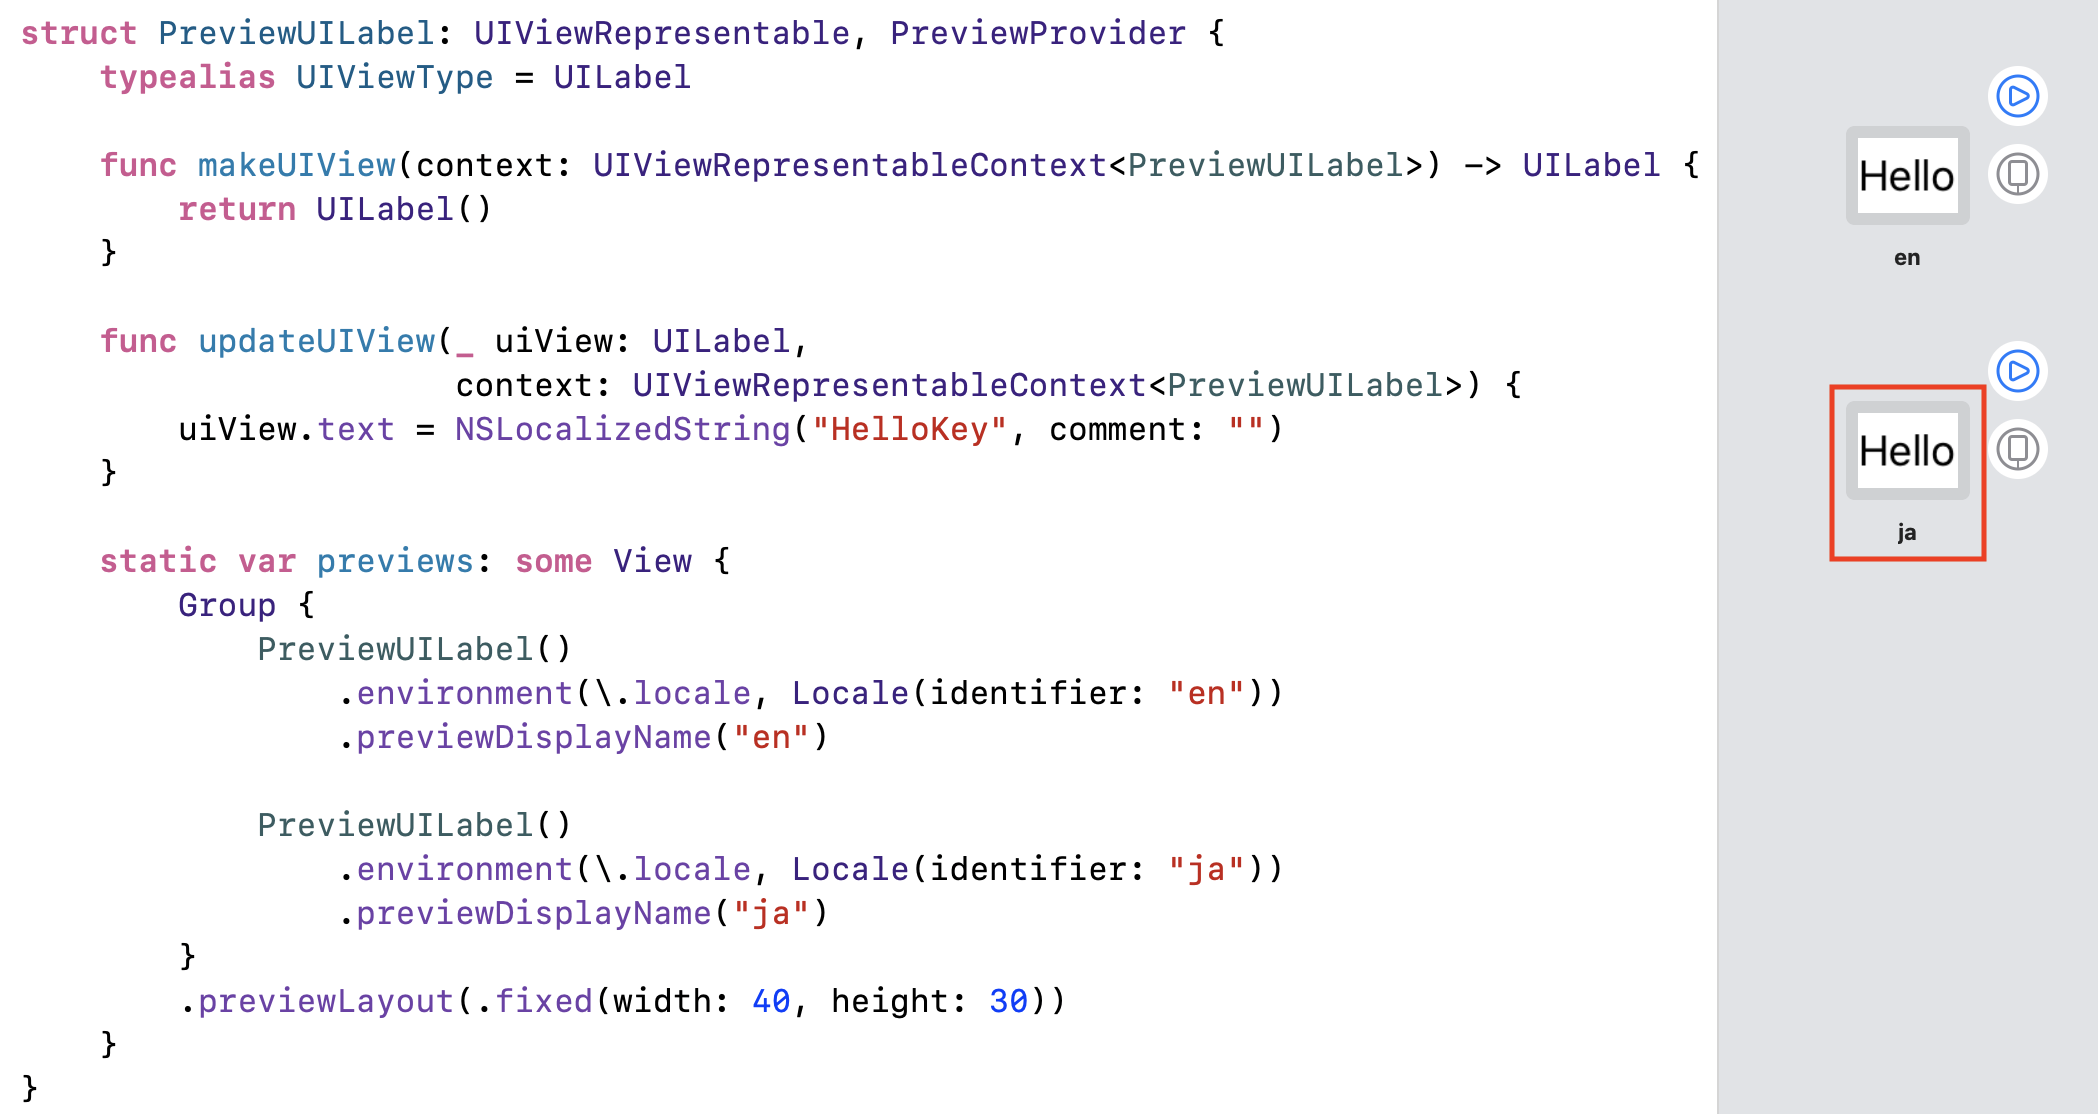 struct PreviewUILabel: UIViewRepresentable, PreviewProvider {
    typealias UIViewType = UILabel

    func makeUIView(context: UIViewRepresentableContext<PreviewUILabel>) -> UILabel {
        return UILabel()
    }

    func updateUIView(_ uiView: UILabel,
                      context: UIViewRepresentableContext<PreviewUILabel>) {
        uiView.text = NSLocalizedString("HelloKey", comment: "")
    }

    static var previews: some View {
        Group {
            PreviewUILabel()
                .environment(\.locale, Locale(identifier: "en"))
                .previewDisplayName("en")

            PreviewUILabel()
                .environment(\.locale, Locale(identifier: "ja"))
                .previewDisplayName("ja")
        }
        .previewLayout(.fixed(width: 40, height: 30))
    }
}
Hello
en
Hello
ja